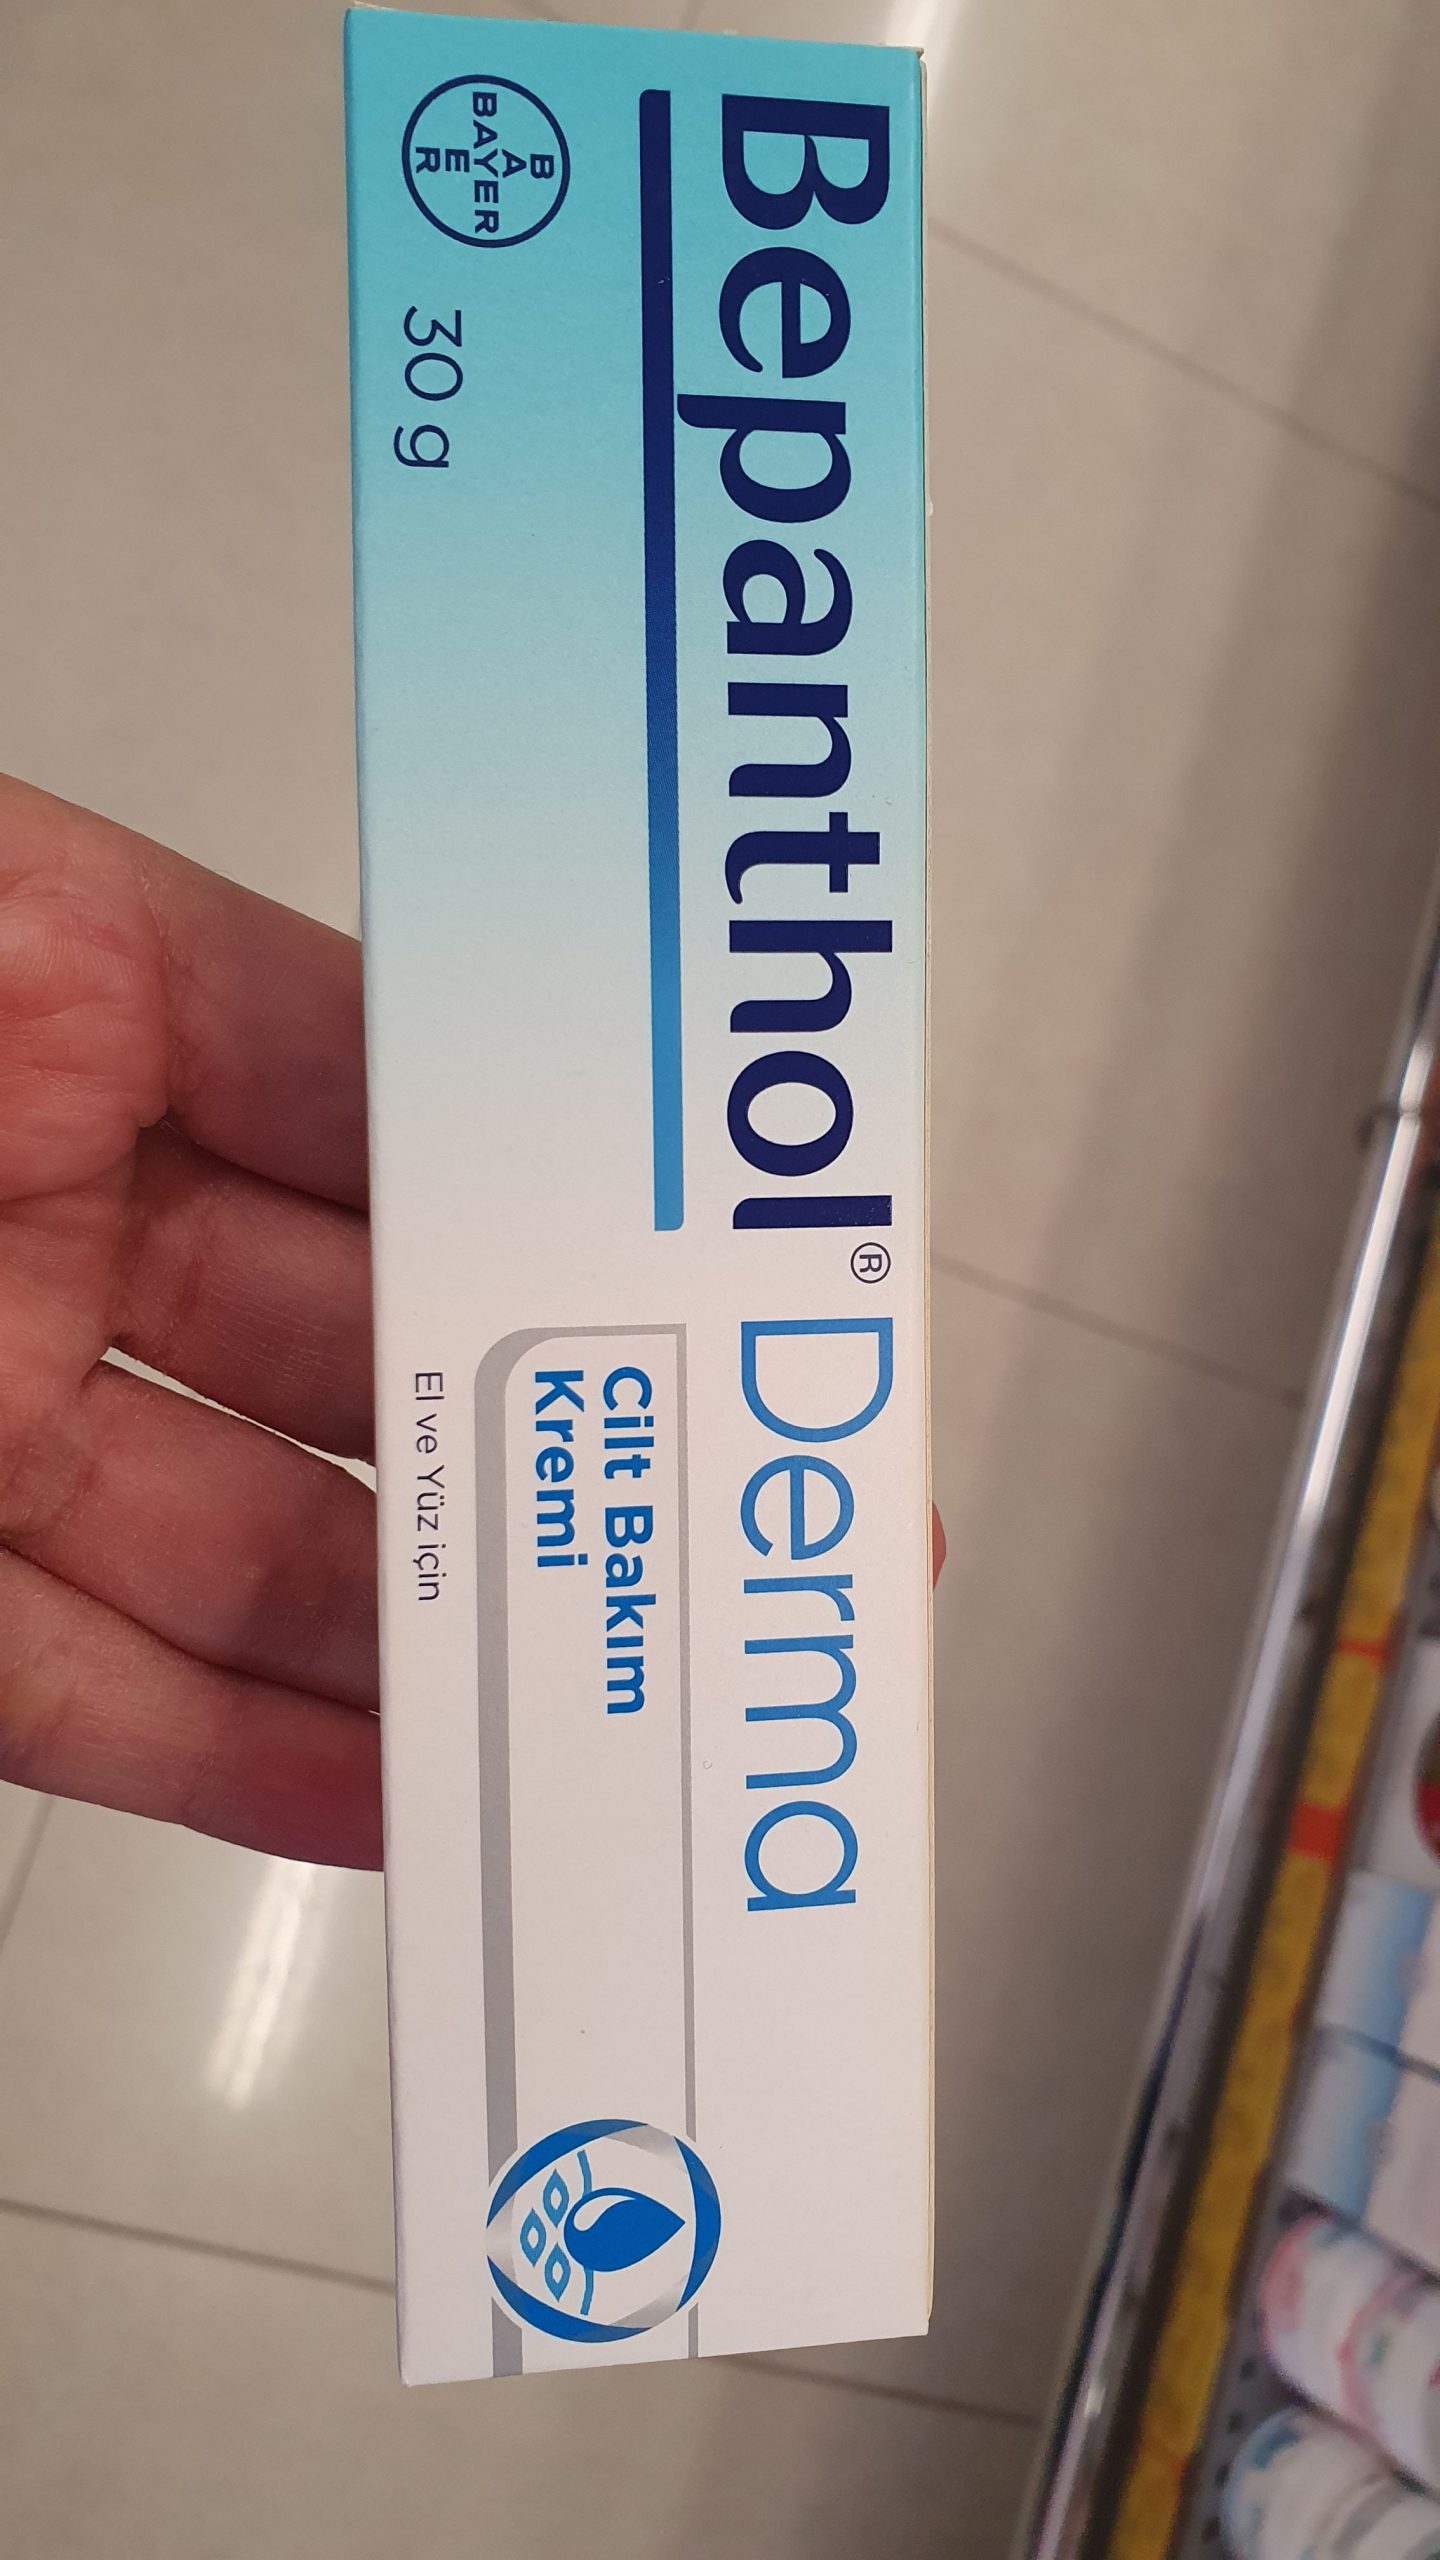 Bepanthol® Derma
Cilt Bakım
Kremi
BAYER
BAYER
30 g
El ve Yüz için